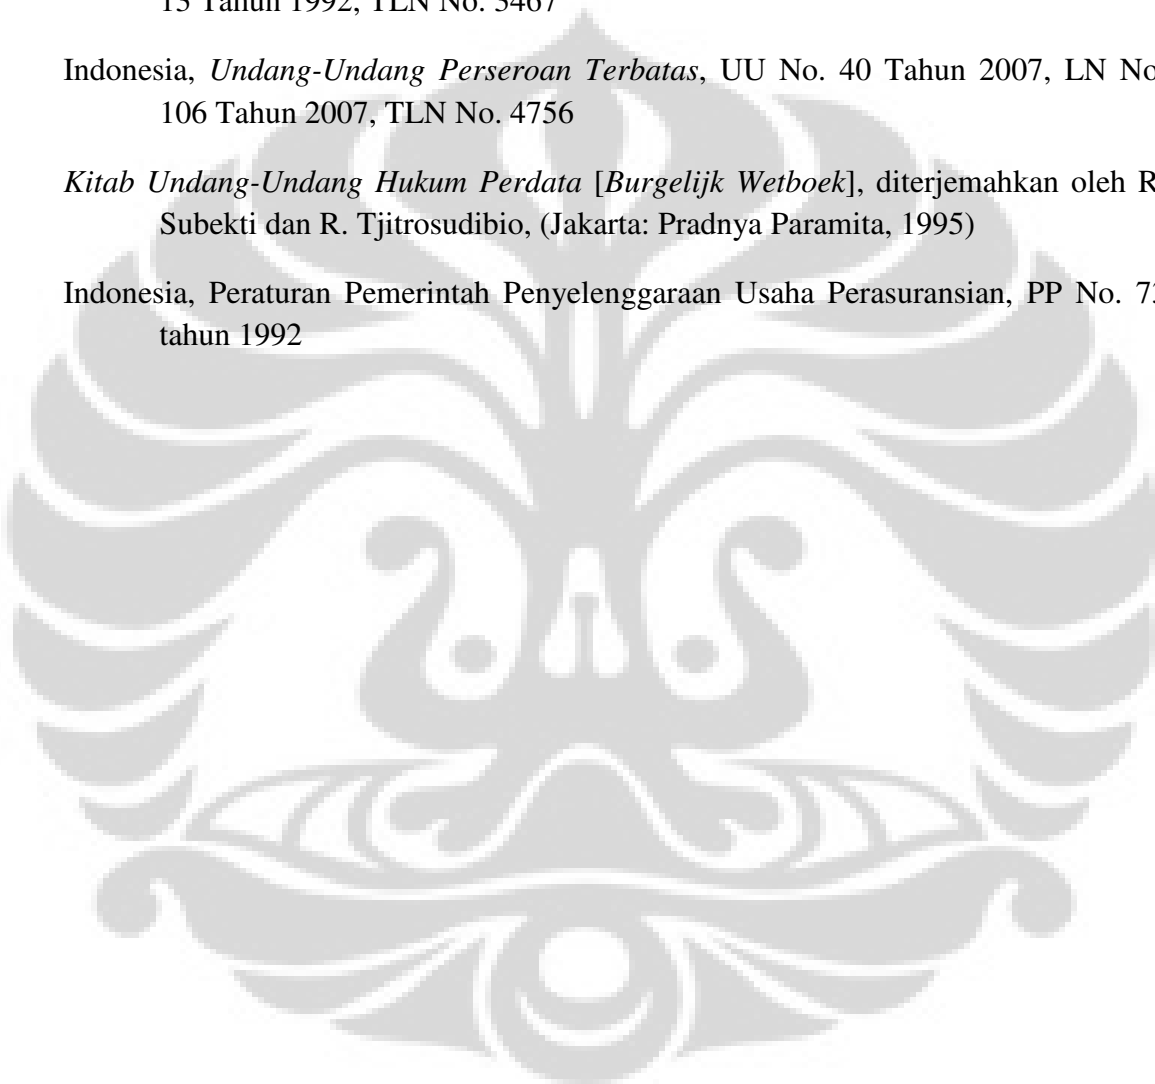 13 Tahun 1992, TLN No. 3467
Indonesia, Undang-Undang Perseroan Terbatas, UU No. 40 Tahun 2007, LN No
106 Tahun 2007, TLN No. 4756
Kitab Undang-Undang Hukum Perdata [Burgelijk Wetboek], diterjemahkan oleh R
Subekti dan R. Tjitrosudibio, (Jakarta: Pradnya Paramita, 1995)
Indonesia, Peraturan Pemerintah Penyelenggaraan Usaha Perasuransian, PP No. 73
tahun 1992